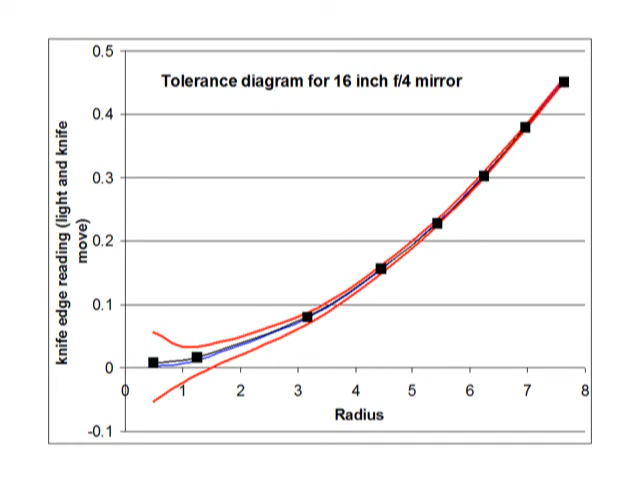 0.5
Tolerance diagram for 16 inch f/4 mirror
0.4
0.3
0.2
0.1
0
-0.1
knife edge reading (light and knife
move)
0 1 2 3 4 5 6 7 8
Radius